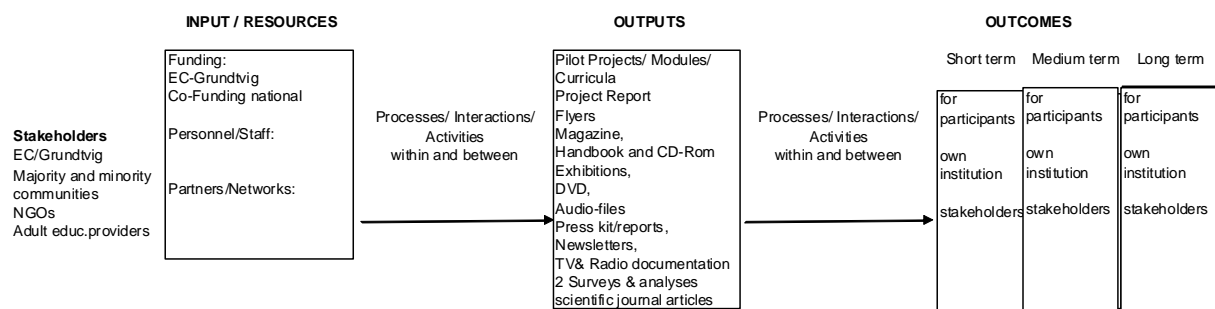 INPUT / RESOURCES
OUTPUTS
OUTCOMES
Stakeholders
EC/Grundtvig
Majority and minority
communities
NGOs
Adult educ.providers
Funding:
EC-Grundtvig
Co-Funding national
Personnel/Staff:
Partners/Networks:
Processes/ Interactions/
Activities
within and between
Pilot Projects/ Modules/
Curricula
Project Report
Flyers
Magazine,
Handbook and CD-Rom
Exhibitions,
DVD,
Audio-files
Press kit/reports,
Newsletters,
TV& Radio documentation
2 Surveys & analyses
scientific journal articles
Processes/ Interactions/
Activities
within and between
Short term
for
participants
own
institution
stakeholders
Medium term
for
participants
own
institution
stakeholders
Long term
for
participants
own
institution
stakeholders